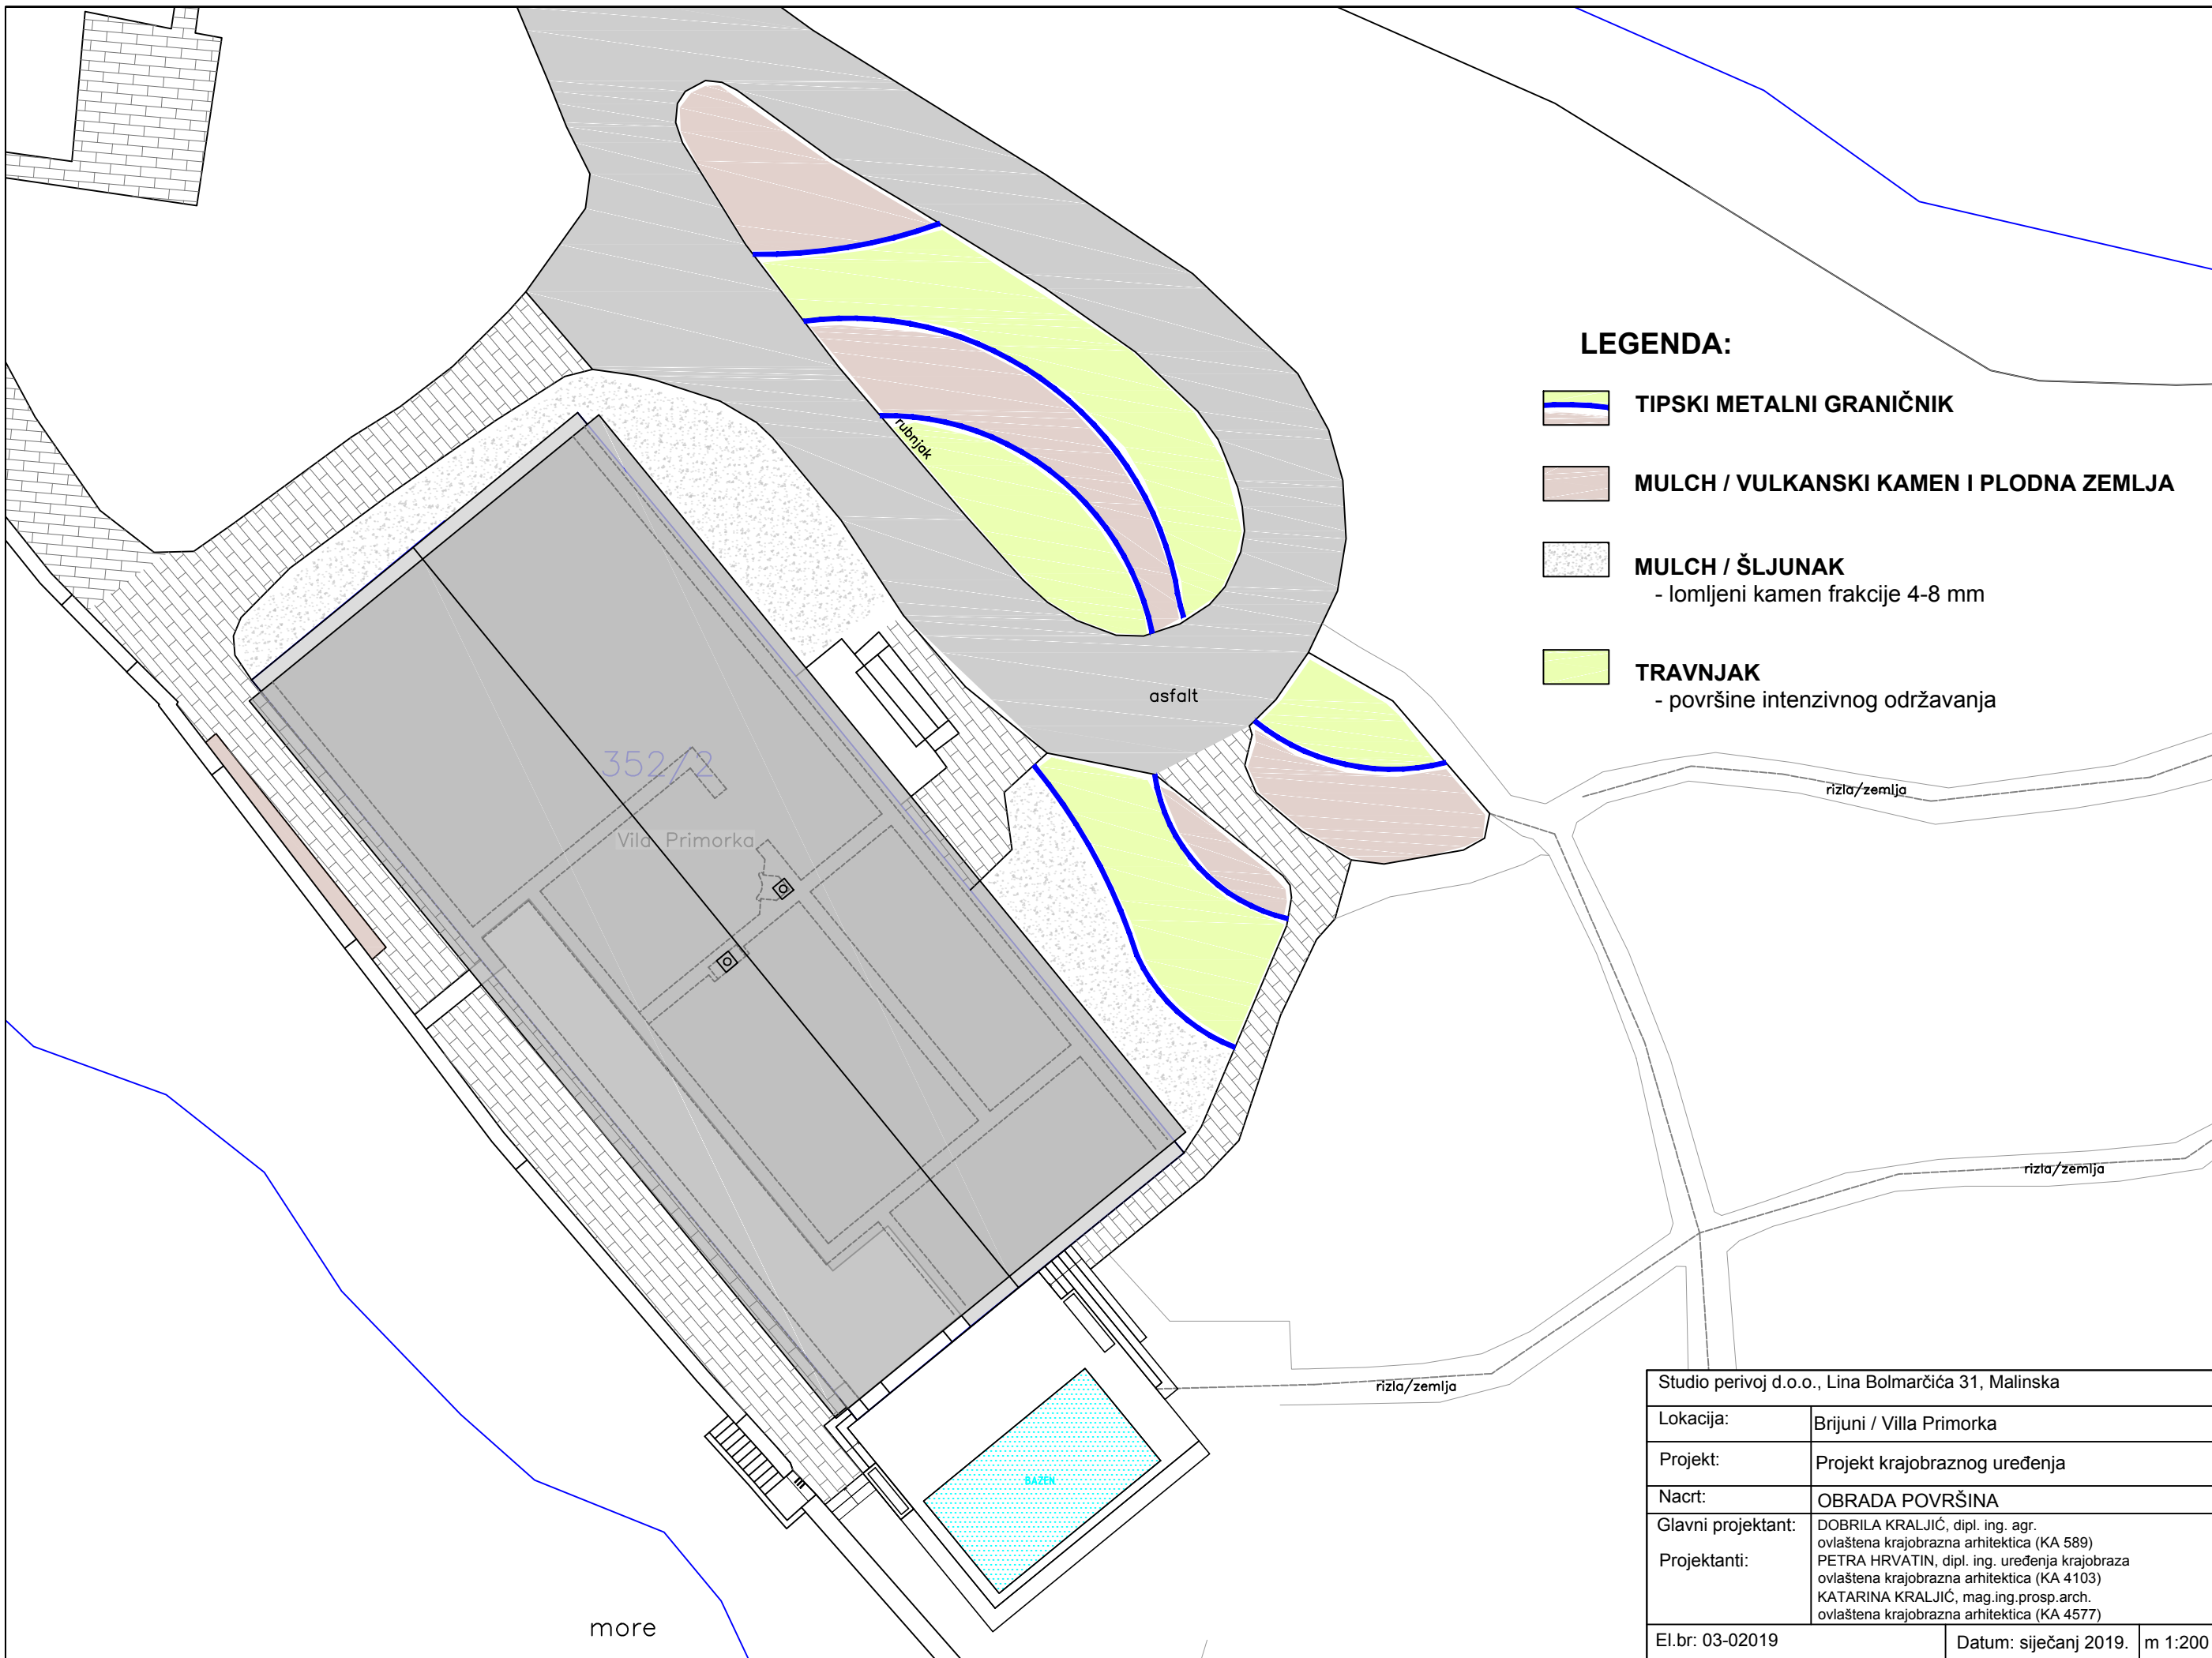 LEGENDA:
TIPSKI METALNI GRANIČNIK
MULCH / VULKANSKI KAMEN I PLODNA ZEMLJA
MULCH / ŠLJUNAK
- lomljeni kamen frakcije 4-8 mm
TRAVNJAK
- površine intenzivnog održavanja
rubnjak
asfalt
352/2
Vila Primorka
rizla/zemlja
rizla/zemlja
rizla/zemlja
BAZEN
more
Studio perivoj d.o.o., Lina Bolmarčića 31, Malinska
Lokacija: Brijuni / Villa Primorka
Projekt: Projekt krajobraznog uređenja
Nacrt: OBRADA POVRŠINA
Glavni projektant: DOBRILA KRALJIĆ, dipl. ing. agr.
ovlaštena krajobrazna arhitektica (KA 589)
Projektanti: PETRA HRVATIN, dipl. ing. uređenja krajobraza
ovlaštena krajobrazna arhitektica (KA 4103)
KATARINA KRALJIĆ, mag.ing.prosp.arch.
ovlaštena krajobrazna arhitektica (KA 4577)
El.br: 03-02019 Datum: siječanj 2019. m 1:200